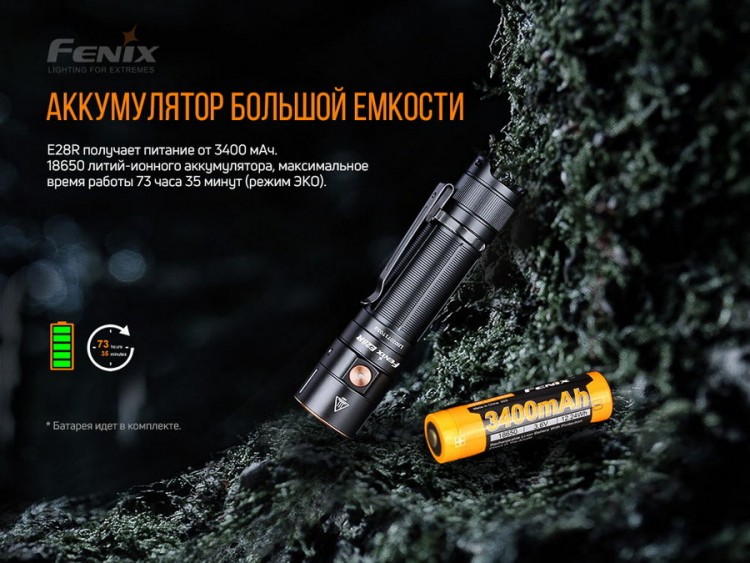 FENIX
LIGHTING FOR EXTREMES
АККУМУЛЯТОР БОЛЬШОЙ ЕМКОСТИ
E28R получает питание от 3400 мАч.
18650 литий-ионного аккумулятора, максимальное
время работы 73 часа 35 минут (режим ЭКО).
73 hours
35 minutes
FENIX E28R
FENIX
3400mAh
18650 3.6V 12.24Wh
* Батарея идет в комплекте.